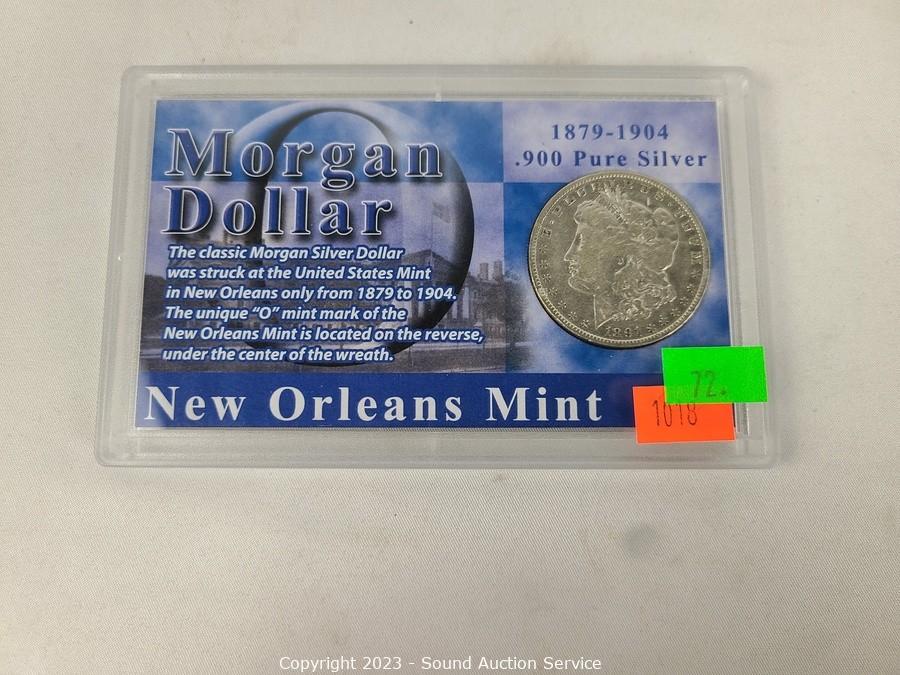 Morgan
Dollar
The classic Morgan Silver Dollar
was struck at the United States Mint
in New Orleans only from 1879 to 1904.
The unique “O” mint mark of the
New Orleans Mint is located on the reverse,
under the center of the wreath.
1879-1904
.900 Pure Silver
New Orleans Mint
72.
1018
Copyright 2023 - Sound Auction Service